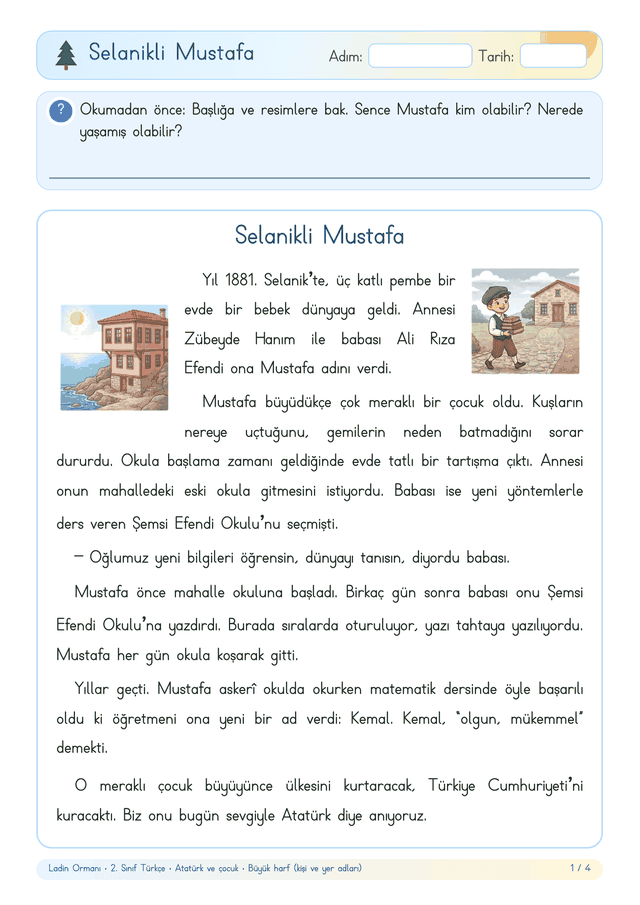 Selanikli Mustafa
Adım:
Tarih:
? Okumadan önce: Başlığa ve resimlere bak. Sence Mustafa kim olabilir? Nerede
yaşamış olabilir?
Selanikli Mustafa
Yıl 1881. Selanik’te, üç katlı pembe bir
evde bir bebek dünyaya geldi. Annesi
Zübeyde Hanım ile babası Ali Rıza
Efendi ona Mustafa adını verdi.
Mustafa büyüdükçe çok meraklı bir çocuk oldu. Kuşların
nereye uçtuğunu, gemilerin neden batmadığını sorar
dururdu. Okula başlama zamanı geldiğinde evde tatlı bir tartışma çıktı. Annesi
onun mahalledeki eski okula gitmesini istiyordu. Babası ise yeni yöntemlerle
ders veren Şemsi Efendi Okulu’nu seçmişti.
– Oğlumuz yeni bilgileri öğrensin, dünyayı tanısın, diyordu babası.
Mustafa önce mahalle okuluna başladı. Birkaç gün sonra babası onu Şemsi
Efendi Okulu’na yazdırdı. Burada sıralarda oturuluyor, yazı tahtaya yazılıyordu.
Mustafa her gün okula koşarak gitti.
Yıllar geçti. Mustafa askerî okulda okurken matematik dersinde öyle başarılı
oldu ki öğretmeni ona yeni bir ad verdi: Kemal. Kemal, “olgun, mükemmel”
demekti.
O meraklı çocuk büyüyünce ülkesini kurtaracak, Türkiye Cumhuriyeti’ni
kuracaktı. Biz onu bugün sevgiyle Atatürk diye anıyoruz.
Ladin Ormanı • 2. Sınıf Türkçe • Atatürk ve çocuk • Büyük harf (kişi ve yer adları)
1 / 4